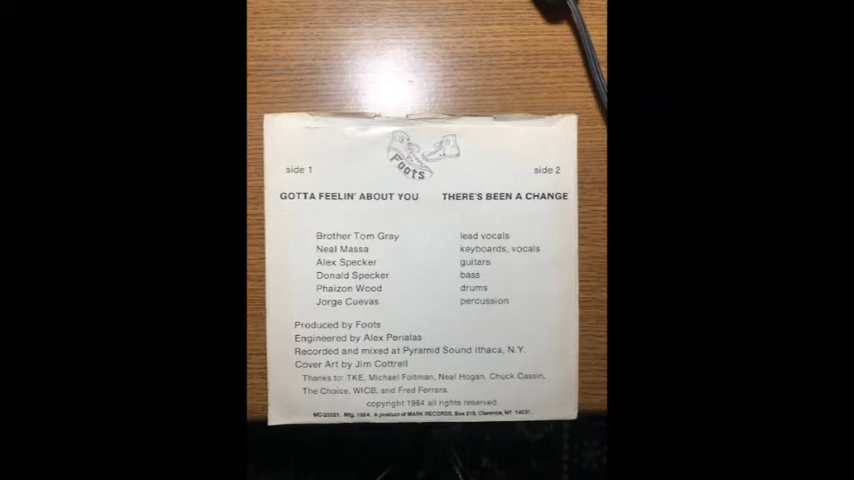 Foots
side 1 side 2
GOTTA FEELIN' ABOUT YOU THERE'S BEEN A CHANGE
Brother Tom Gray lead vocals
Neal Massa keyboards, vocals
Alex Specker guitars
Donald Specker bass
Phaizon Wood drums
Jorge Cuevas percussion
Produced by Foots
Engineered by Alex Perialas
Recorded and mixed at Pyramid Sound Ithaca, N.Y.
Cover Art by Jim Cottrell
Thanks to: TKE, Michael Foltman, Neal Hogan, Chuck Cassin,
The Choice, WICB, and Fred Ferrara.
copyright 1984 all rights reserved
Mfg. 1984. A product of MARK RECORDS, Box 218, Clarence, NY 14031.